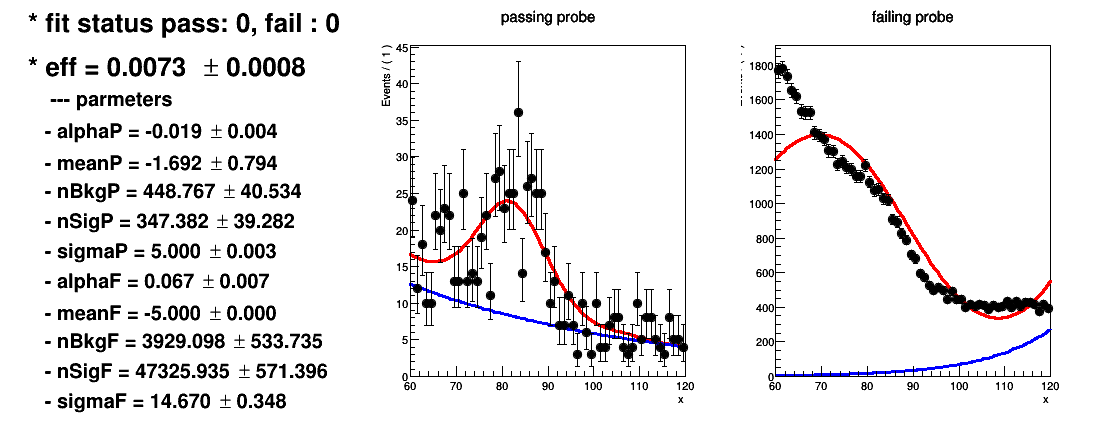 * fit status pass: 0, fail : 0
* eff = 0.0073 ± 0.0008
--- parmeters
- alphaP = -0.019 ± 0.004
- meanP = -1.692 ± 0.794
- nBkgP = 448.767 ± 40.534
- nSigP = 347.382 ± 39.282
- sigmaP = 5.000 ± 0.003
- alphaF = 0.067 ± 0.007
- meanF = -5.000 ± 0.000
- nBkgF = 3929.098 ± 533.735
- nSigF = 47325.935 ± 571.396
- sigmaF = 14.670 ± 0.348
passing probe
Events / ( 1 )
45
40
35
30
25
20
15
10
5
0
60 70 80 90 100 110 120
x
failing probe
1800
1600
1400
1200
1000
800
600
400
200
0
60 70 80 90 100 110 120
x